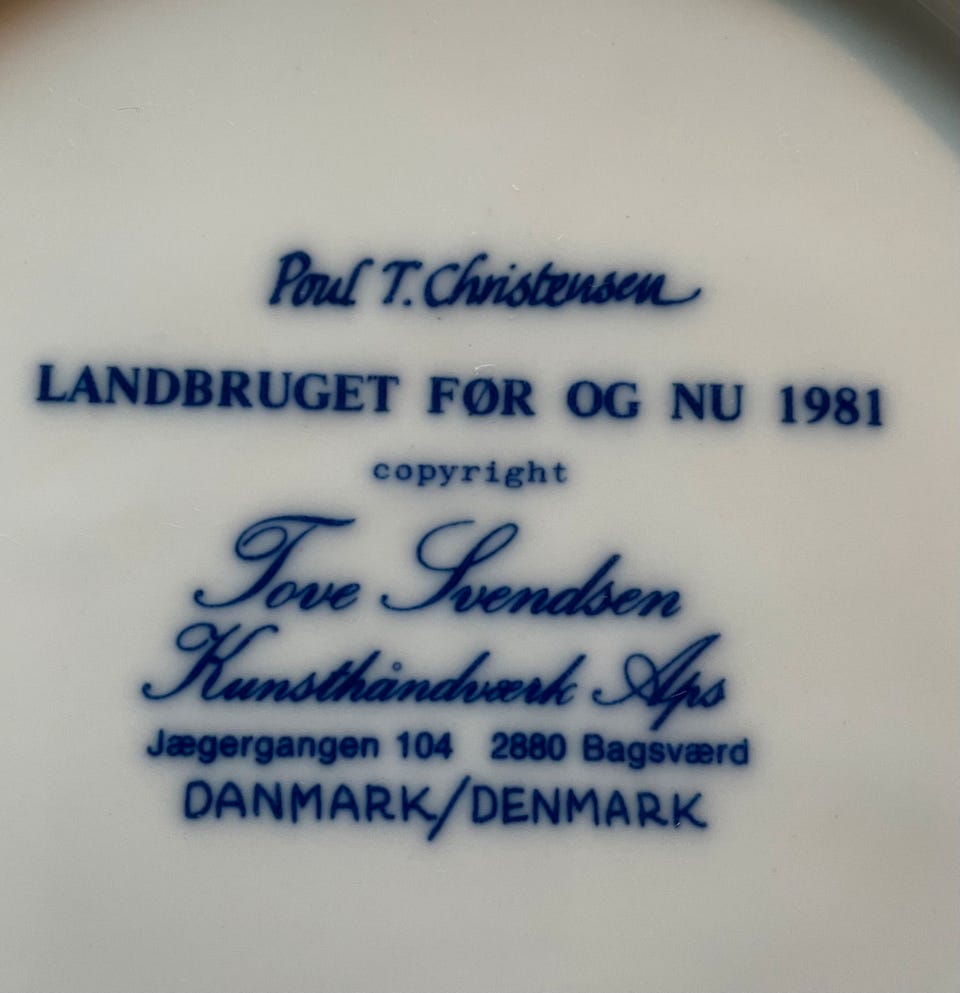 Poul T. Christensen
LANDBRUGET FØR OG NU 1981
copyright
Tove Svendsen
Kunsthåndværk Aps
Jægergangen 104 2880 Bagsværd
DANMARK/DENMARK